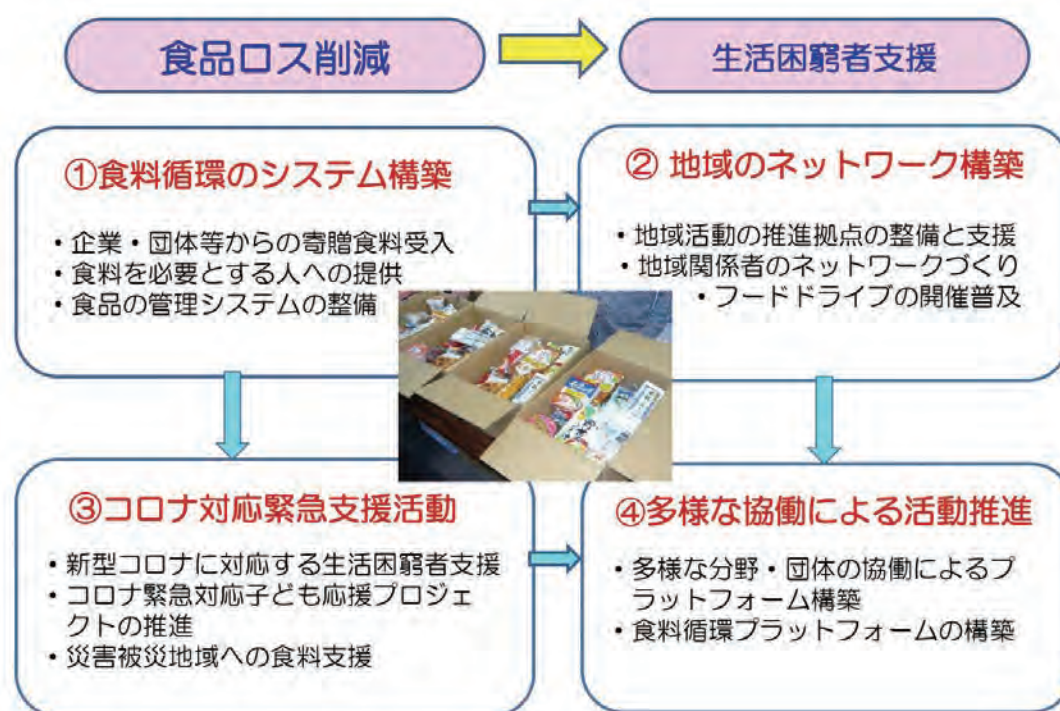 食品ロス削減
生活困窮者支援
①食料循環のシステム構築
・企業・団体等からの寄贈食料受入
・食料を必要とする人への提供
・食品の管理システムの整備
② 地域のネットワーク構築
・地域活動の推進拠点の整備と支援
・地域関係者のネットワークづくり
・フードドライブの開催普及
③コロナ対応緊急支援活動
・新型コロナに対応する生活困窮者支援
・コロナ緊急対応子ども応援プロジェ
クトの推進
・災害被災地域への食料支援
④多様な協働による活動推進
・多様な分野・団体の協働によるプ
ラットフォーム構築
・食料循環プラットフォームの構築